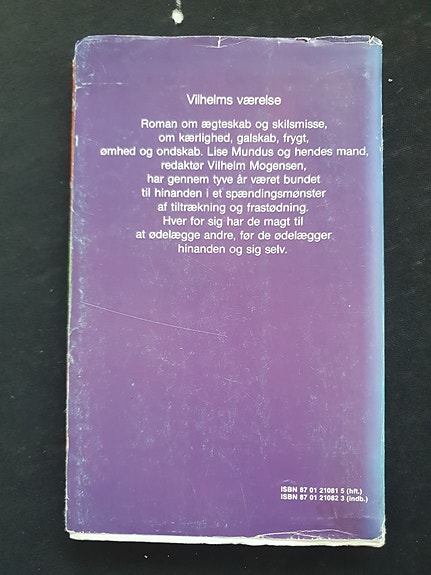 Vilhelms værelse
Roman om ægteskab og skilsmisse,
om kærlighed, galskab, frygt,
ømhed og ondskab. Lise Mundus og hendes mand,
redaktør Vilhelm Mogensen,
har gennem tyve år været bundet
til hinanden i et spændingsmønster
af tiltrækning og frastødning.
Hver for sig har de magt til
at ødelægge andre, før de ødelægger
hinanden og sig selv.
ISBN 87 01 21081 5 (hft.)
ISBN 87 01 21082 3 (indb.)